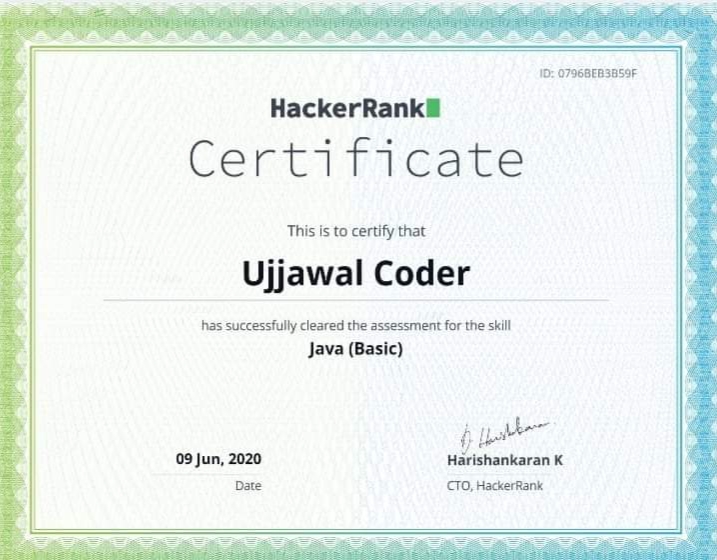 ID: 0796BEB3B59F
HackerRank
Certificate
This is to certify that
Ujjawal Coder
has successfully cleared the assessment for the skill
Java (Basic)
09 Jun, 2020
Date
Harishankaran K
CTO, HackerRank